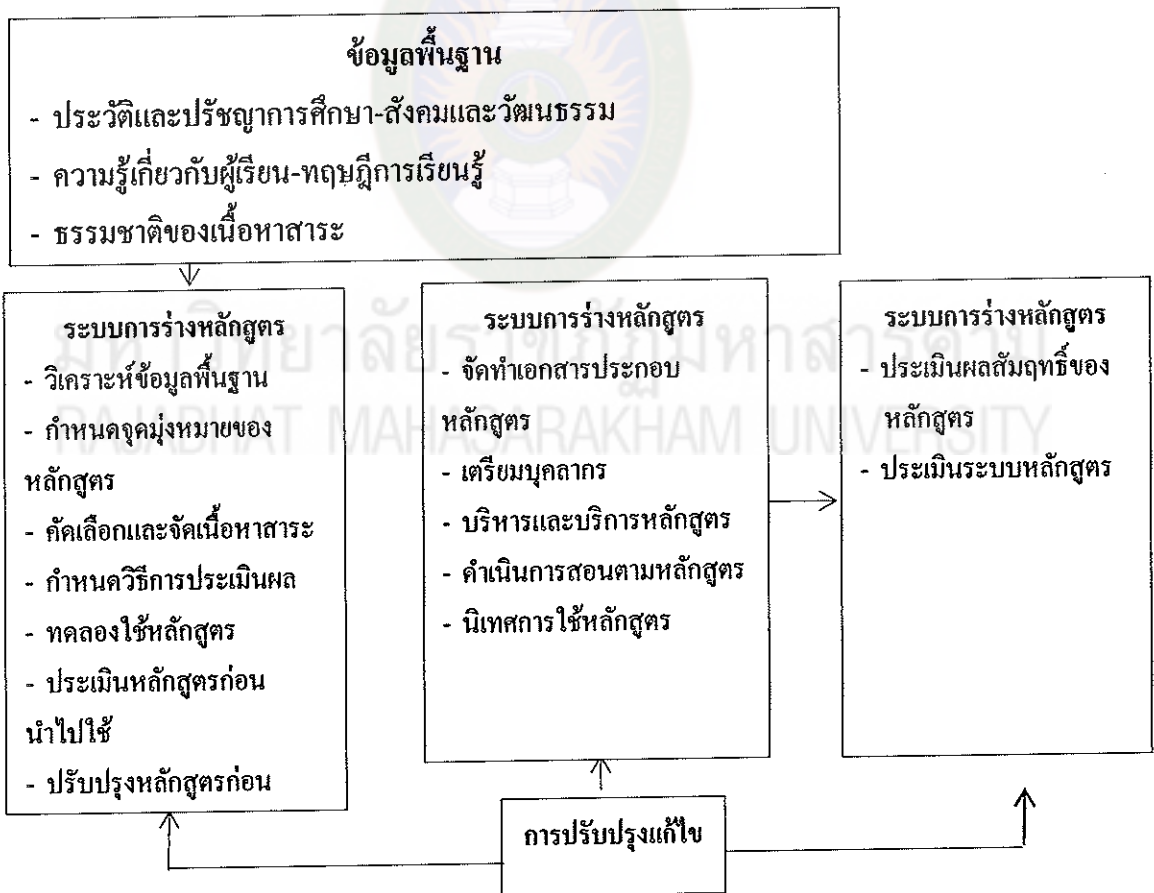 ข้อมูลพื้นฐาน
- ประวัติและปรัชญาการศึกษา-สังคมและวัฒนธรรม
- ความรู้เกี่ยวกับผู้เรียน-ทฤษฎีการเรียนรู้
- ธรรมชาติของเนื้อหาสาระ
ระบบการร่างหลักสูตร
- วิเคราะห์ข้อมูลพื้นฐาน
- กำหนดจุดมุ่งหมายของ
หลักสูตร
- คัดเลือกและจัดเนื้อหาสาระ
- กำหนดวิธีการประเมินผล
- ทดลองใช้หลักสูตร
- ประเมินหลักสูตรก่อน
นำไปใช้
- ปรับปรุงหลักสูตรก่อน
ระบบการร่างหลักสูตร
- จัดทำเอกสารประกอบ
หลักสูตร
- เตรียมบุคลากร
- บริหารและบริการหลักสูตร
- ดำเนินการสอนตามหลักสูตร
- นิเทศการใช้หลักสูตร
ระบบการร่างหลักสูตร
- ประเมินผลสัมฤทธิ์ของ
หลักสูตร
- ประเมินระบบหลักสูตร
การปรับปรุงแก้ไข
มหาวิทยาลัยราชภัฏมหาสารคาม
RAJABHAT MAHASARAKHAM UNIVERSITY